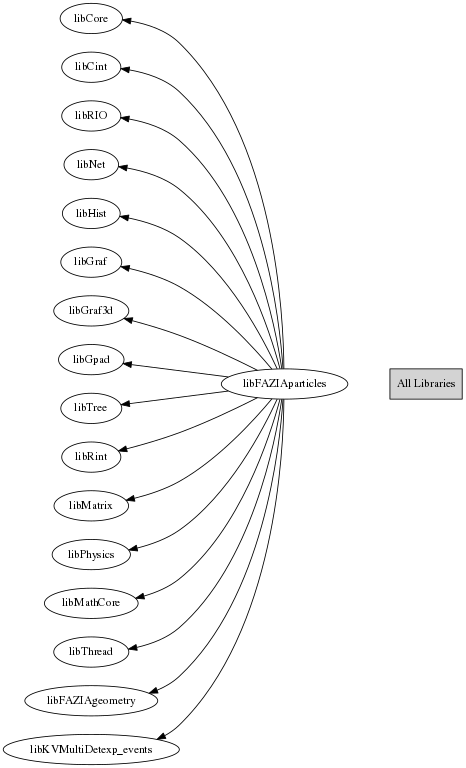 libCore
libCint
libRIO
libNet
libHist
libGraf
libGraf3d
libGpad
libFAZIAparticles
All Libraries
libTree
libRint
libMatrix
libPhysics
libMathCore
libThread
libFAZIAgeometry
libKVMultiDetexp_events